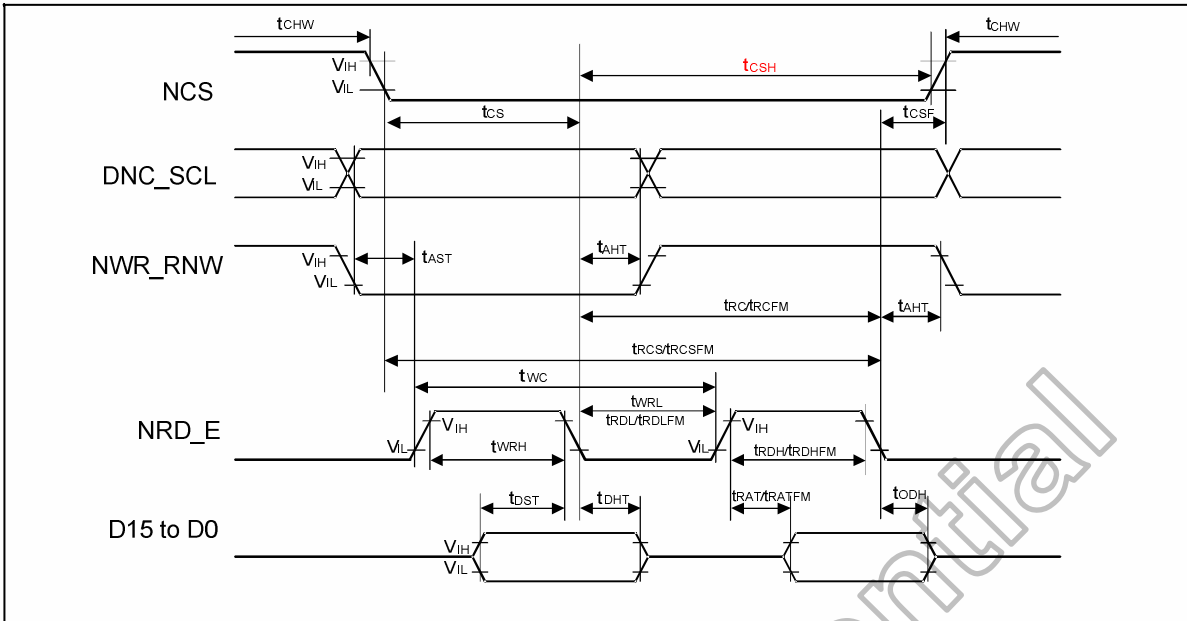 tCHW tCHW
VIH tCSH
NCS VIL
tCS tCSF
VIH
DNC_SCL VIL
NWR_RNW VIH tAST tAHT
VIL
tRC/tRCFM tAHT
tRCS/tRCSFM
tWC
tWRL
NRD_E VIH tRDL/tRDLFM VIH
VIL tWRH VIL tRDH/tRDHFM
tDST tDHT tRAT/tRATFM tODH
D15 to D0
VIH
VIL